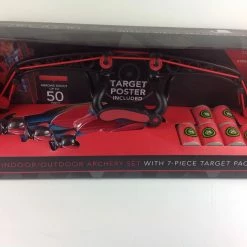 50
TARGET
POSTER
INCLUDED
INDOOR/OUTDOOR ARCHERY SET WITH 7-PIECE TARGET PAC